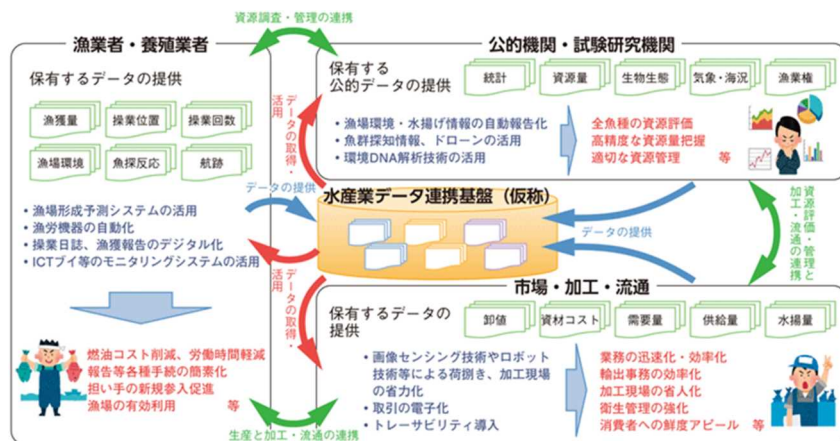 資源調査・管理の連携
漁業者・養殖業者
保有するデータの提供
漁獲量
操業位置
操業回数
漁場環境
魚探反応
航跡
・漁場形成予測システムの活用
・漁労機器の自動化
・操業日誌、漁獲報告のデジタル化
・ICTブイ等のモニタリングシステムの活用
燃油コスト削減、労働時間軽減
報告等各種手続の簡素化
担い手の新規参入促進
漁場の有効利用 等
データの取得・
活用
データの提供
データの取得・
活用
公的機関・試験研究機関
保有する
公的データの提供
統計
資源量
生物生態
気象・海況
漁業権
・漁場環境・水揚げ情報の自動報告化
・魚群探知情報、ドローンの活用
・環境DNA解析技術の活用
全魚種の資源評価
高精度な資源量把握
適切な資源管理 等
水産業データ連携基盤（仮称）
データの提供
資源評価・管理と
加工・流通の連携
市場・加工・流通
保有するデータの
提供
卸値
資材コスト
需要量
供給量
水揚量
・画像センシング技術やロボット
技術等による荷捌き、加工現場
の省力化
・取引の電子化
・トレーサビリティ導入
業務の迅速化・効率化
輸出事務の効率化
加工現場の省人化
衛生管理の強化
消費者への鮮度アピール 等
生産と加工・流通の連携